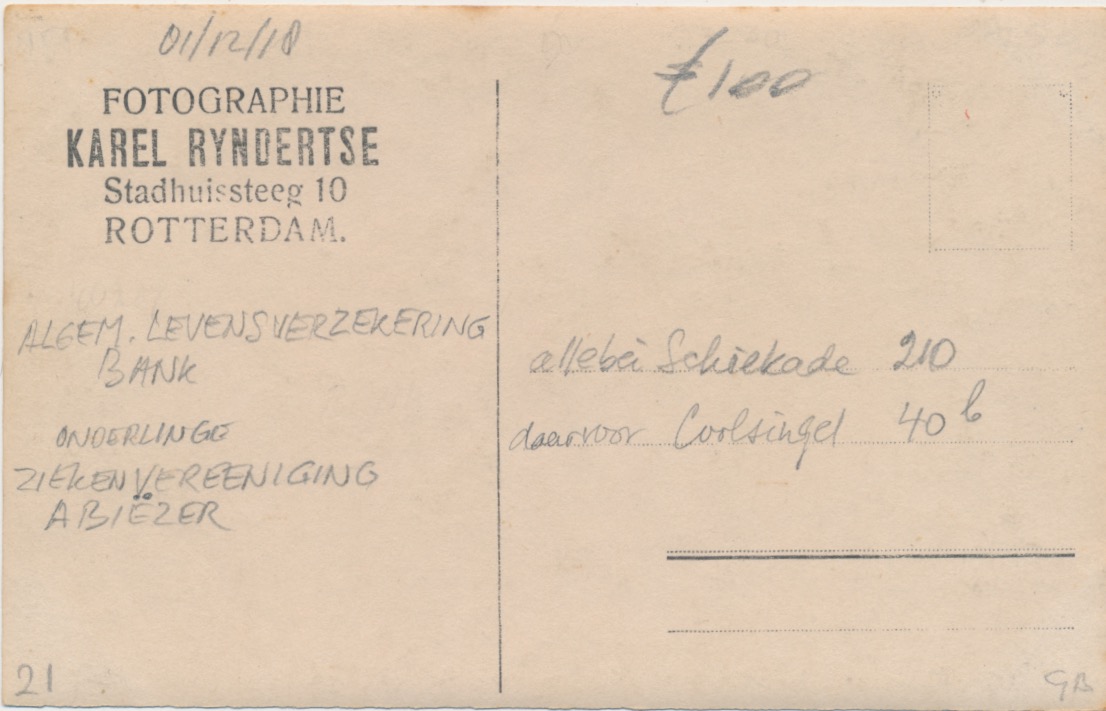 01/12/18
FOTOGRAPHIE
KAREL RYNDERTSE
Stadhuissteeg 10
ROTTERDAM.
ALGEM. LEVENSVERZEKERING
BANK
ONDERLINGE
ZIEKENVEREENIGING
ABIËZER
21
£100
allebei Schiekade 210
daarvoor Coolsingel 40 b
GB